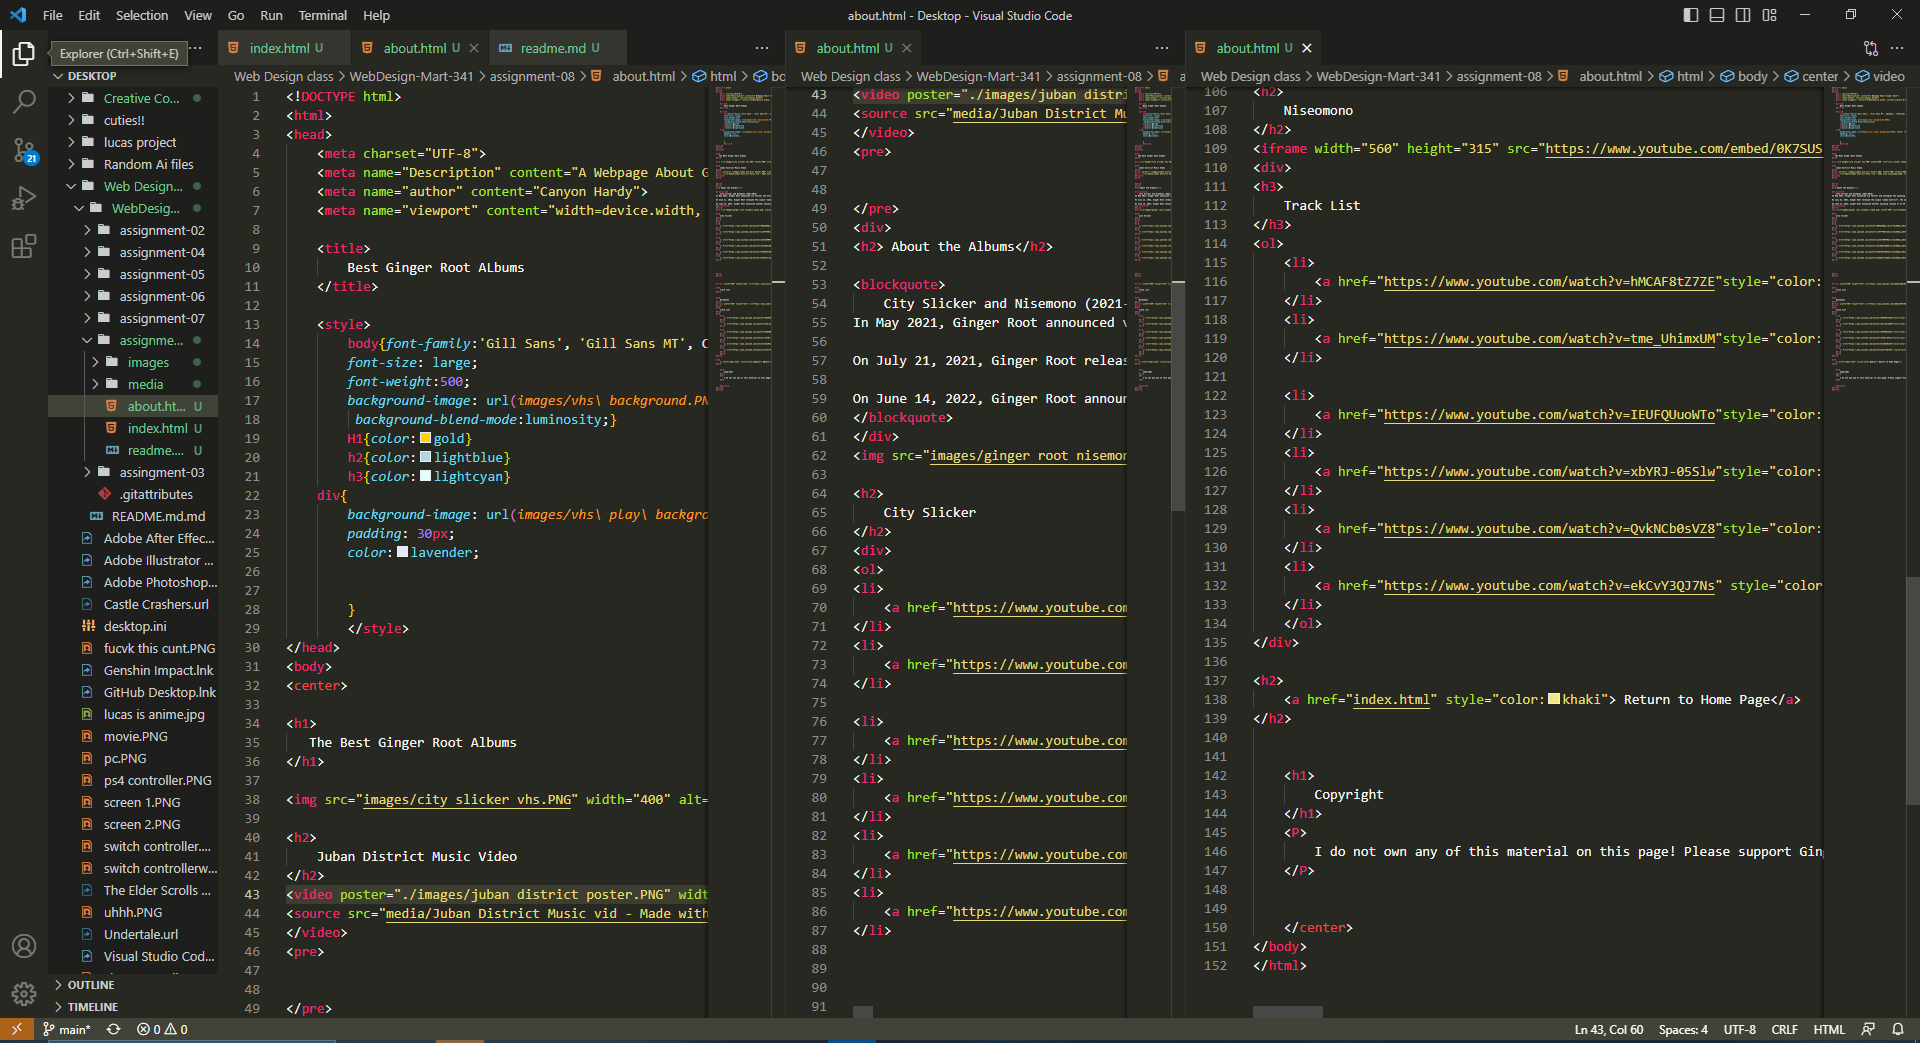 File Edit Selection View Go Run Terminal Help
about.html - Desktop - Visual Studio Code
Explorer (Ctrl+Shift+E)
DESKTOP
Creative Co...
cuties!!
lucas project
Random Ai files
Web Design...
WebDesig...
assignment-02
assignment-04
assignment-05
assignment-06
assignment-07
assignme...
images
media
about.ht... U
index.html U
readme.... U
assingment-03
.gitattributes
README.md.md
Adobe After Effec...
Adobe Illustrator ...
Adobe Photoshop...
Castle Crashers.url
desktop.ini
fucvk this cunt.PNG
Genshin Impact.lnk
GitHub Desktop.lnk
lucas is anime.jpg
movie.PNG
pc.PNG
ps4 controller.PNG
screen 1.PNG
screen 2.PNG
switch controller....
switch controllerw...
The Elder Scrolls ...
uhhh.PNG
Undertale.url
Visual Studio Cod...
OUTLINE
TIMELINE
21
index.html U about.html U readme.md U
Web Design class > WebDesign-Mart-341 > assignment-08 > about.html > html > bo
1 <!DOCTYPE html>
2 <html>
3 <head>
4 <meta charset="UTF-8">
5 <meta name="Description" content="A Webpage About G
6 <meta name="author" content="Canyon Hardy">
7 <meta name="viewport" content="width=device.width,
8
9 <title>
10 Best Ginger Root ALbums
11 </title>
12
13 <style>
14 body{font-family:'Gill Sans', 'Gill Sans MT', C
15 font-size: large;
16 font-weight:500;
17 background-image: url(images/vhs\ background.PN
18 background-blend-mode:luminosity;}
19 H1{color:gold}
20 h2{color:lightblue}
21 h3{color:lightcyan}
22 div{
23 background-image: url(images/vhs\ play\ backgro
24 padding: 30px;
25 color:lavender;
26
27
28 }
29 </style>
30 </head>
31 <body>
32 <center>
33
34 <h1>
35 The Best Ginger Root Albums
36 </h1>
37
38 <img src="images/city slicker vhs.PNG" width="400" alt=
39
40 <h2>
41 Juban District Music Video
42 </h2>
43 <video poster="./images/juban district poster.PNG" widt
44 <source src="media/Juban District Music vid - Made with
45 </video>
46 <pre>
47
48
49 </pre>
about.html U
Web Design class > WebDesign-Mart-341 > assignment-08 > a
43 <video poster="./images/juban distri
44 <source src="media/Juban District Mu
45 </video>
46 <pre>
47
48
49 </pre>
50 <div>
51 <h2> About the Albums</h2>
52
53 <blockquote>
54 City Slicker and Nisemono (2021-
55 In May 2021, Ginger Root announced v
56
57 On July 21, 2021, Ginger Root releas
58
59 On June 14, 2022, Ginger Root announ
60 </blockquote>
61 </div>
62 <img src="images/ginger root nisemon
63
64 <h2>
65 City Slicker
66 </h2>
67 <div>
68 <ol>
69 <li>
70 <a href="https://www.youtube.com
71 </li>
72 <li>
73 <a href="https://www.youtube.com
74 </li>
75
76 <li>
77 <a href="https://www.youtube.com
78 </li>
79 <li>
80 <a href="https://www.youtube.com
81 </li>
82 <li>
83 <a href="https://www.youtube.com
84 </li>
85 <li>
86 <a href="https://www.youtube.com
87 </li>
88
89
90
91
about.html U
Web Design class > WebDesign-Mart-341 > assignment-08 > about.html > html > body > center > video
106 <h2>
107 Niseomono
108 </h2>
109 <iframe width="560" height="315" src="https://www.youtube.com/embed/0K7SUS
110 <div>
111 <h3>
112 Track List
113 </h3>
114 <ol>
115 <li>
116 <a href="https://www.youtube.com/watch?v=hMCAF8tZ7ZE"style="color:
117 </li>
118 <li>
119 <a href="https://www.youtube.com/watch?v=tme_UhimxUM"style="color:
120 </li>
121
122 <li>
123 <a href="https://www.youtube.com/watch?v=IEUFQUuoWTo"style="color:
124 </li>
125 <li>
126 <a href="https://www.youtube.com/watch?v=xbYRJ-05Slw"style="color:
127 </li>
128 <li>
129 <a href="https://www.youtube.com/watch?v=QvkNCb0sVZ8"style="color:
130 </li>
131 <li>
132 <a href="https://www.youtube.com/watch?v=ekCvY3QJ7Ns" style="color
133 </li>
134 </ol>
135 </div>
136
137 <h2>
138 <a href="index.html" style="color:khaki"> Return to Home Page</a>
139 </h2>
140
141
142 <h1>
143 Copyright
144 </h1>
145 <P>
146 I do not own any of this material on this page! Please support Gin
147 </P>
148
149
150 </center>
151 </body>
152 </html>
main* 0 0
Ln 43, Col 60 Spaces: 4 UTF-8 CRLF HTML